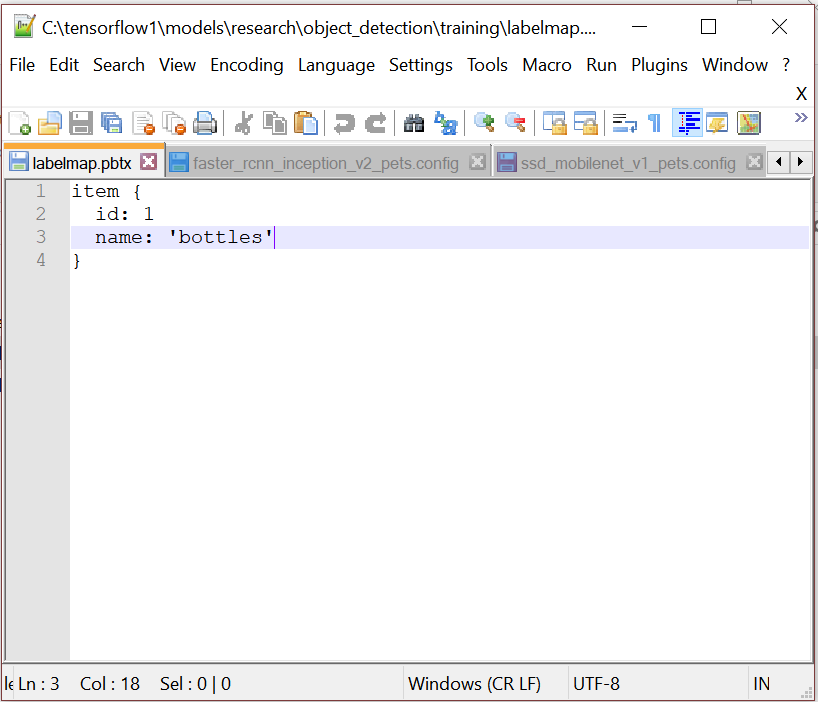 C:\tensorflow1\models\research\object_detection\training\labelmap....
File Edit Search View Encoding Language Settings Tools Macro Run Plugins Window ?
X
labelmap.pbtx faster_rcnn_inception_v2_pets.config ssd_mobilenet_v1_pets.config
1 item {
2 id: 1
3 name: 'bottles'
4 }
Ln : 3 Col : 18 Sel : 0 | 0 Windows (CR LF) UTF-8 IN